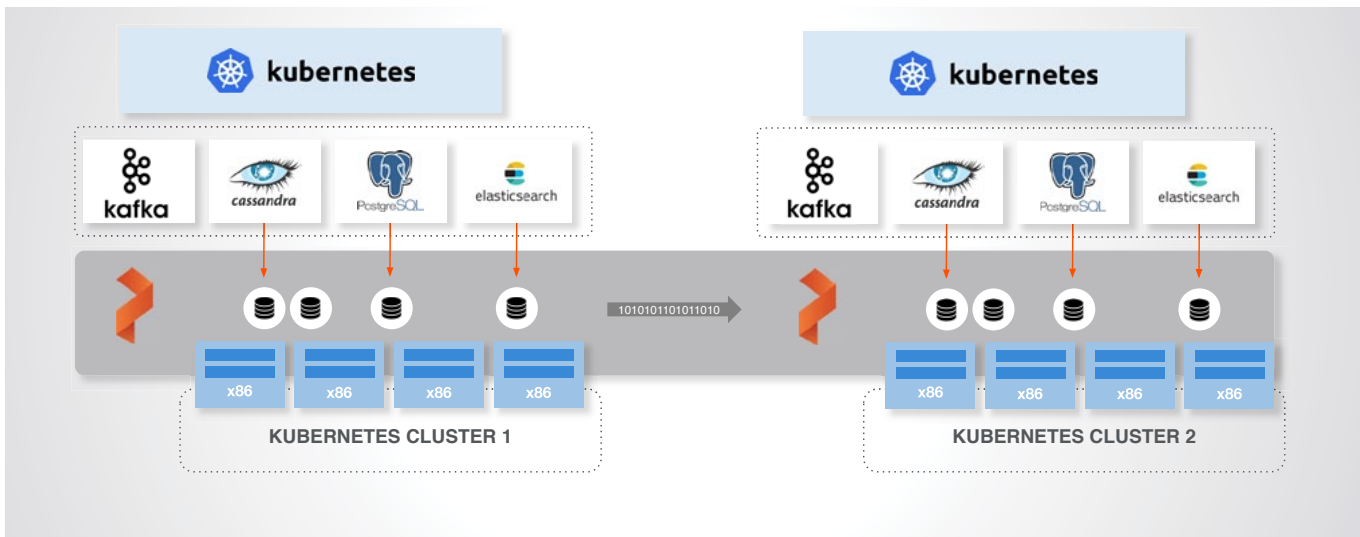 kubernetes
kubernetes
kafka
cassandra
PostgreSQL
elasticsearch
kafka
cassandra
PostgreSQL
elasticsearch
1010101101011010
x86
x86
x86
x86
x86
x86
x86
x86
KUBERNETES CLUSTER 1
KUBERNETES CLUSTER 2